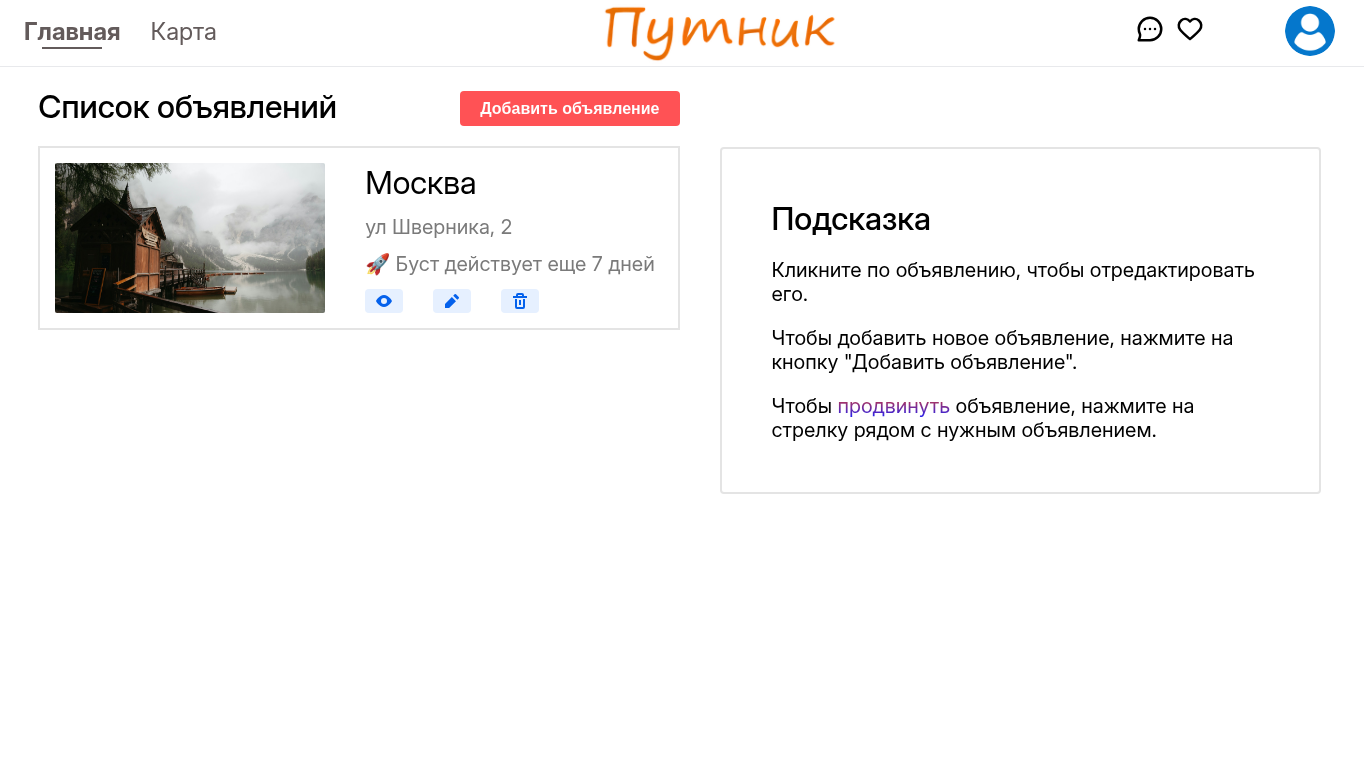 Главная Карта Путник
Список объявлений Добавить объявление
Москва
ул Шверника, 2
🚀 Буст действует еще 7 дней
Подсказка
Кликните по объявлению, чтобы отредактировать
его.
Чтобы добавить новое объявление, нажмите на
кнопку "Добавить объявление".
Чтобы продвинуть объявление, нажмите на
стрелку рядом с нужным объявлением.